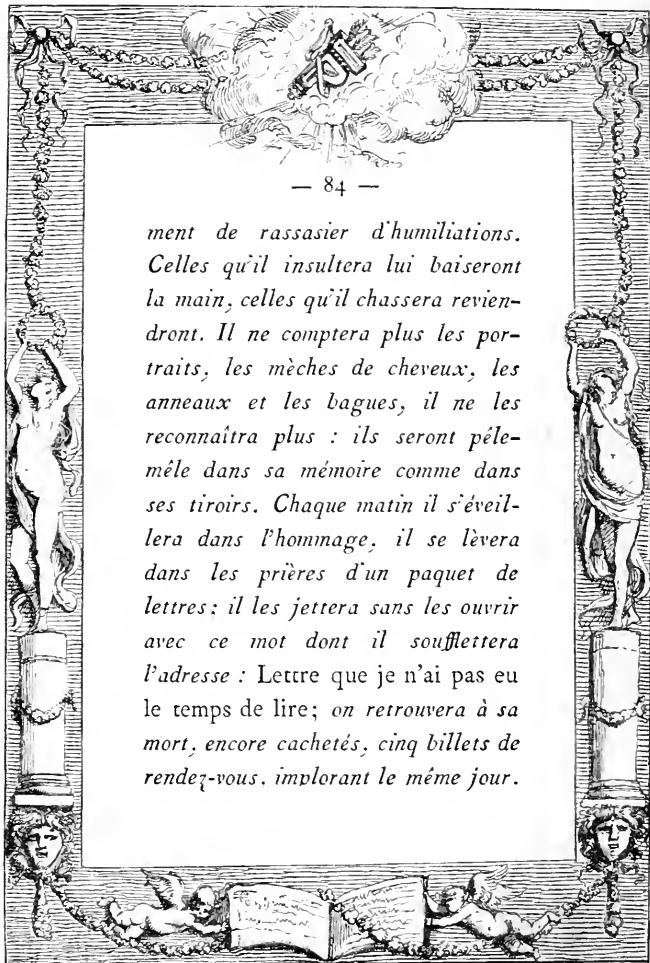 — 84 —
ment de rassasier d'humiliations.
Celles qu'il insultera lui baiseront
la main, celles qu'il chassera revien-
dront. Il ne comptera plus les por-
traits, les mèches de cheveux, les
anneaux et les bagues, il ne les
reconnaîtra plus : ils seront pêle-
mêle dans sa mémoire comme dans
ses tiroirs. Chaque matin il s'éveil-
lera dans l'hommage, il se lèvera
dans les prières d'un paquet de
lettres; il les jettera sans les ouvrir
avec ce mot dont il soufflettera
l'adresse : Lettre que je n'ai pas eu
le temps de lire; on retrouvera à sa
mort, encore cachetés, cinq billets de
rendez-vous, implorant le même jour.